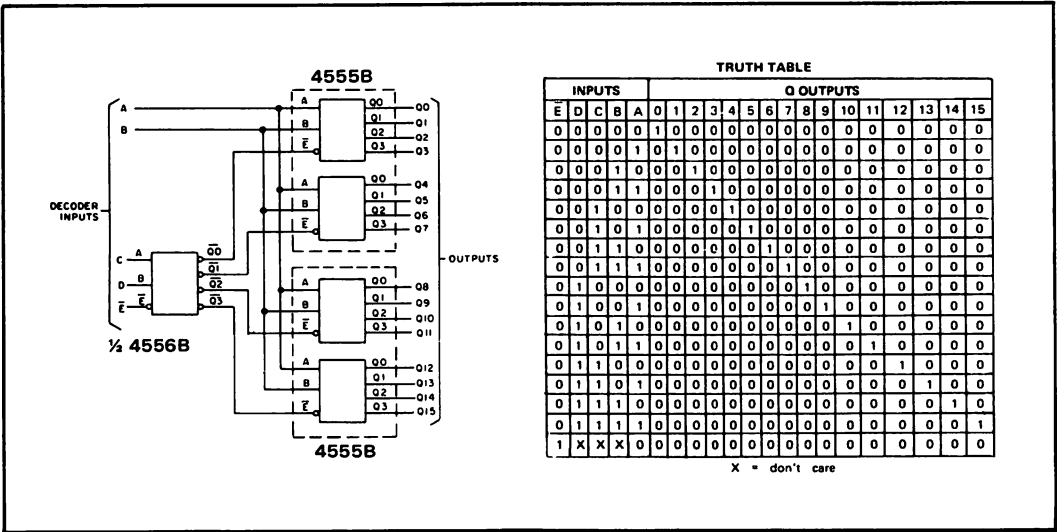 4555B
A
B
DECODER
INPUTS
C A
D B
Ē Ē
Q̅0̅
Q̅1̅
Q̅2̅
Q̅3̅
½ 4556B
A Q0 Q0
Q1 Q1
B Q2 Q2
Ē Q3 Q3
A Q0 Q4
Q1 Q5
B Q2 Q6
Ē Q3 Q7
A Q0 Q8
Q1 Q9
B Q2 Q10
Ē Q3 Q11
A Q0 Q12
Q1 Q13
B Q2 Q14
Ē Q3 Q15
OUTPUTS
4555B
TRUTH TABLE
INPUTS Q OUTPUTS
Ē D C B A 0 1 2 3 4 5 6 7 8 9 10 11 12 13 14 15
0 0 0 0 0 1 0 0 0 0 0 0 0 0 0 0 0 0 0 0 0
0 0 0 0 1 0 1 0 0 0 0 0 0 0 0 0 0 0 0 0 0
0 0 0 1 0 0 0 1 0 0 0 0 0 0 0 0 0 0 0 0 0
0 0 0 1 1 0 0 0 1 0 0 0 0 0 0 0 0 0 0 0 0
0 0 1 0 0 0 0 0 0 1 0 0 0 0 0 0 0 0 0 0 0
0 0 1 0 1 0 0 0 0 0 1 0 0 0 0 0 0 0 0 0 0
0 0 1 1 0 0 0 0 0 0 0 1 0 0 0 0 0 0 0 0 0
0 0 1 1 1 0 0 0 0 0 0 0 1 0 0 0 0 0 0 0 0
0 1 0 0 0 0 0 0 0 0 0 0 0 1 0 0 0 0 0 0 0
0 1 0 0 1 0 0 0 0 0 0 0 0 0 1 0 0 0 0 0 0
0 1 0 1 0 0 0 0 0 0 0 0 0 0 0 1 0 0 0 0 0
0 1 0 1 1 0 0 0 0 0 0 0 0 0 0 0 1 0 0 0 0
0 1 1 0 0 0 0 0 0 0 0 0 0 0 0 0 0 1 0 0 0
0 1 1 0 1 0 0 0 0 0 0 0 0 0 0 0 0 0 1 0 0
0 1 1 1 0 0 0 0 0 0 0 0 0 0 0 0 0 0 0 1 0
0 1 1 1 1 0 0 0 0 0 0 0 0 0 0 0 0 0 0 0 1
1 X X X 0 0 0 0 0 0 0 0 0 0 0 0 0 0 0 0 0
X = don't care